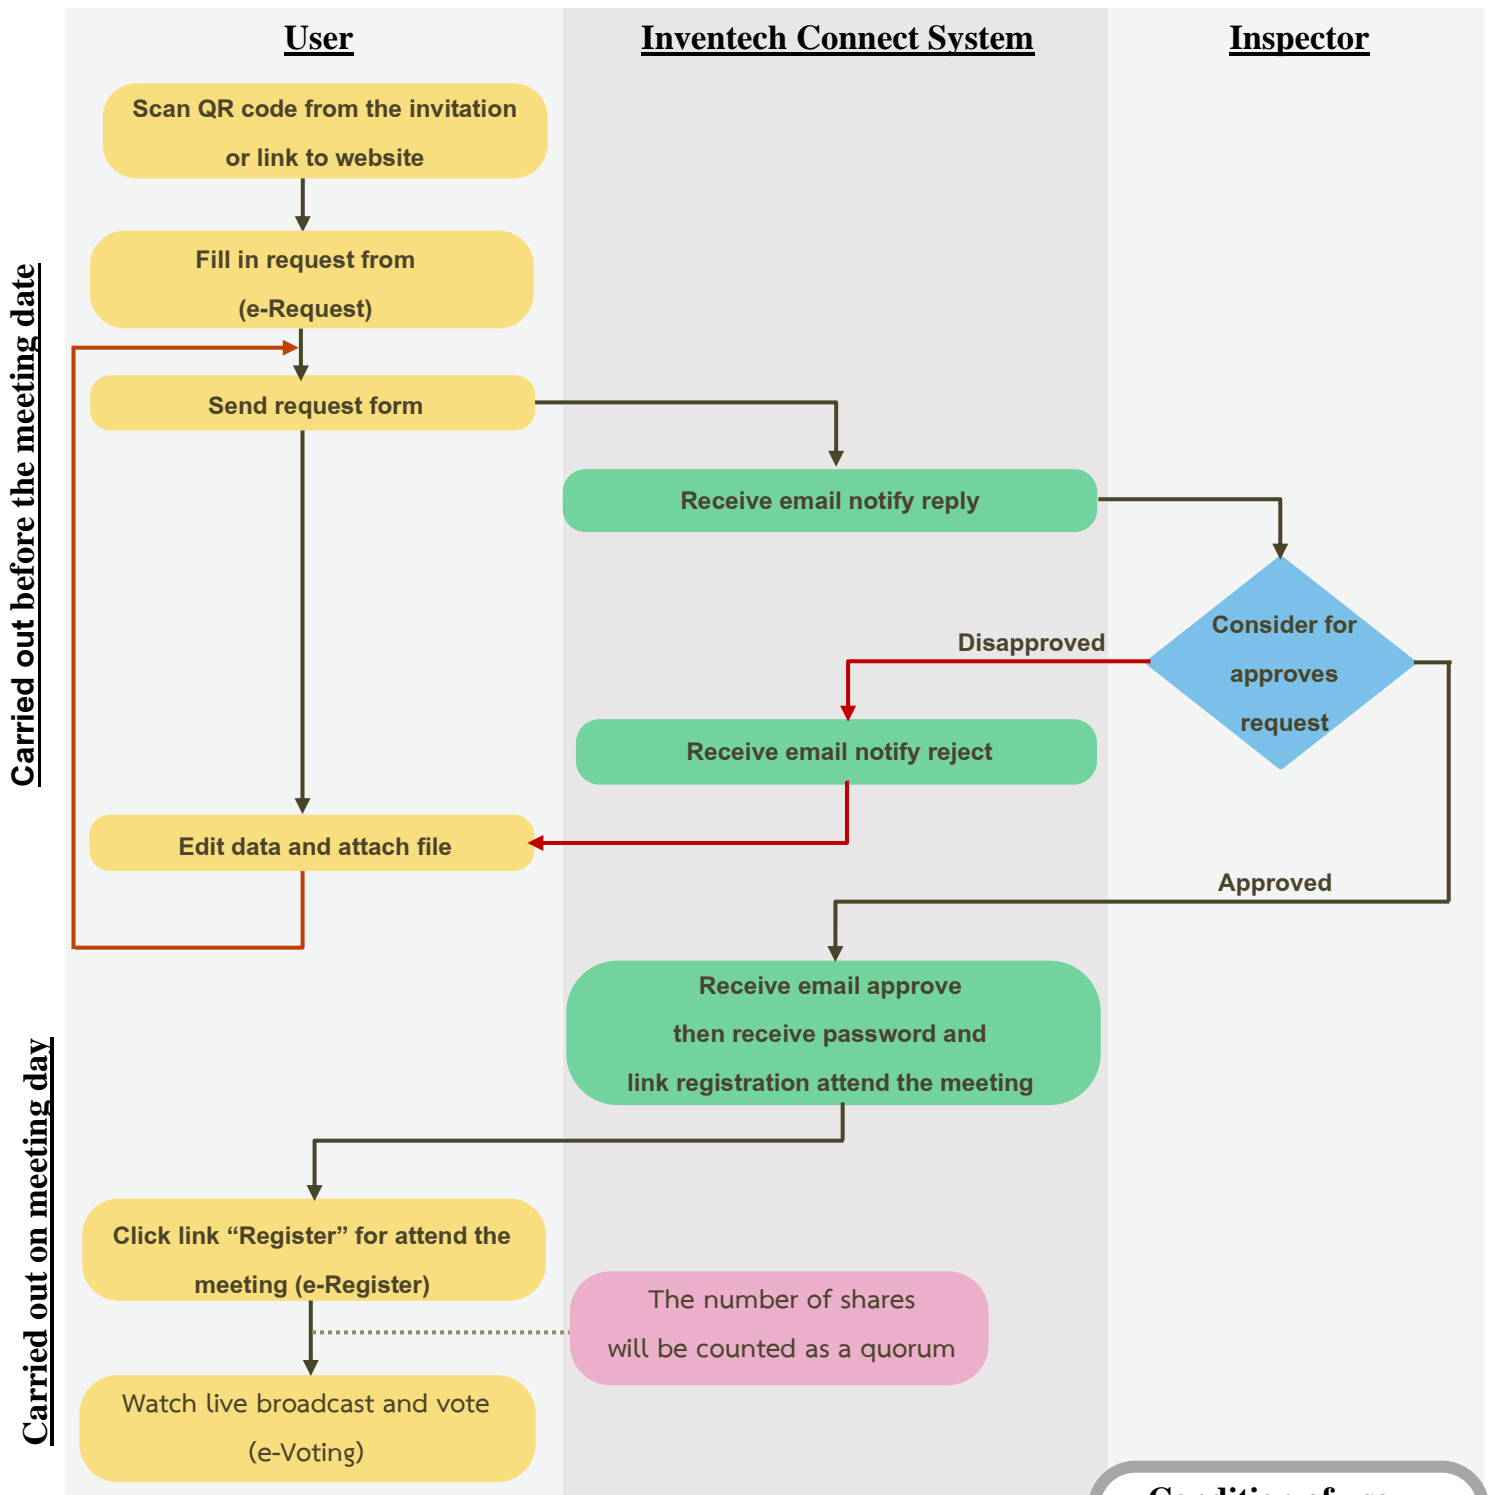 User
Inventech Connect System
Inspector
Scan QR code from the invitation
or link to website
Fill in request from
(e-Request)
Send request form
Receive email notify reply
Consider for
approves
request
Disapproved
Receive email notify reject
Edit data and attach file
Approved
Receive email approve
then receive password and
link registration attend the meeting
Click link “Register” for attend the
meeting (e-Register)
The number of shares
will be counted as a quorum
Watch live broadcast and vote
(e-Voting)
Carried out before the meeting date
Carried out on meeting day
Condition of use